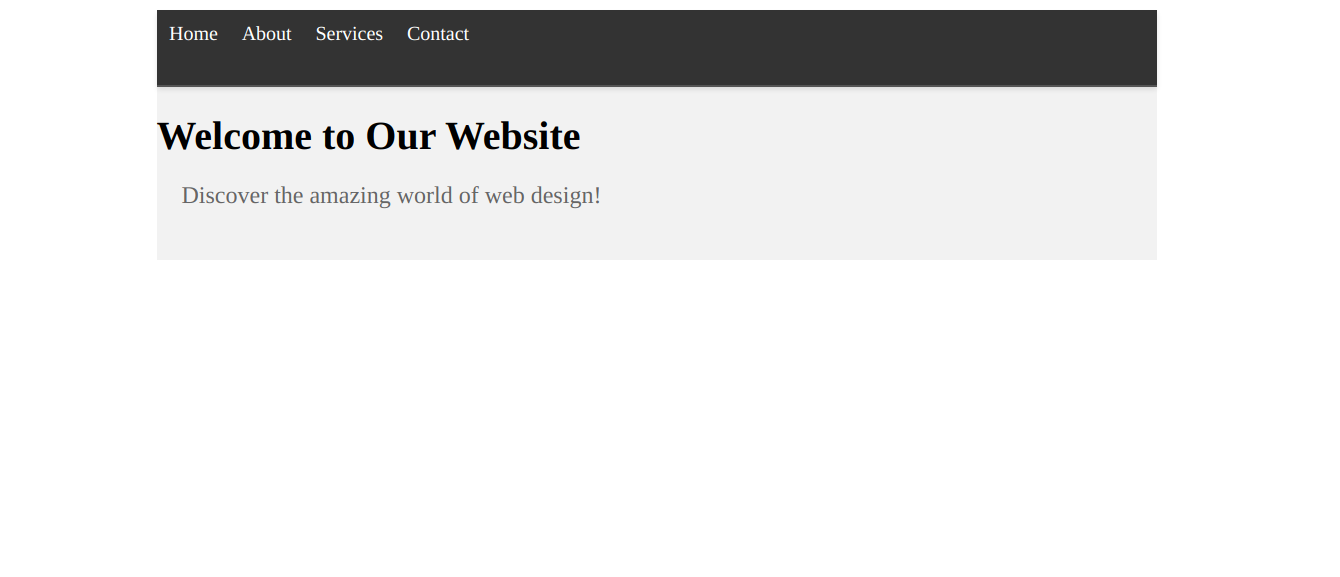 Home About Services Contact
Welcome to Our Website
Discover the amazing world of web design!